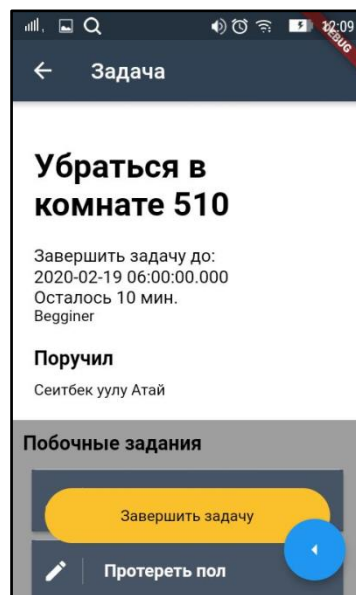 12:09
DEBUG
Задача
Убраться в
комнате 510
Завершить задачу до:
2020-02-19 06:00:00.000
Осталось 10 мин.
Begginer
Поручил
Сеитбек уулу Атай
Побочные задания
Завершить задачу
Протереть пол